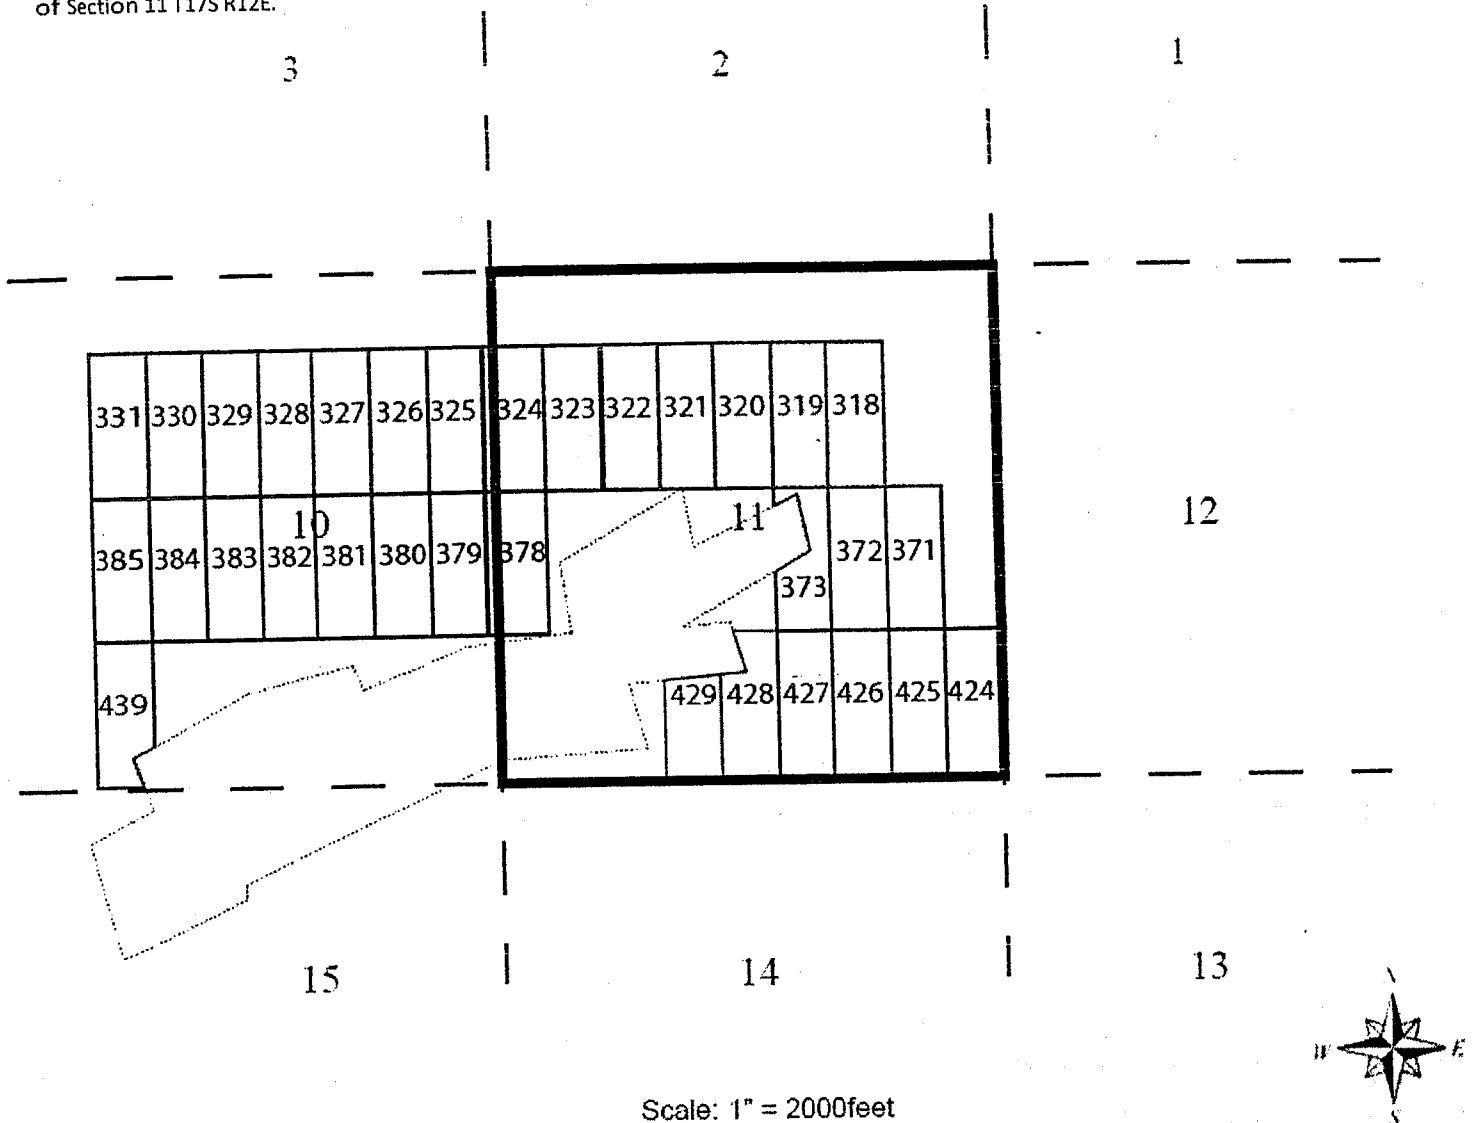 of Section 11 T17S R12E.
3 2 1
331 330 329 328 327 326 325 324 323 322 321 320 319 318
10 11 12
385 384 383 382 381 380 379 378 372 371
373
439 429 428 427 426 425 424
15 14 13
W E
S
Scale: 1" = 2000feet